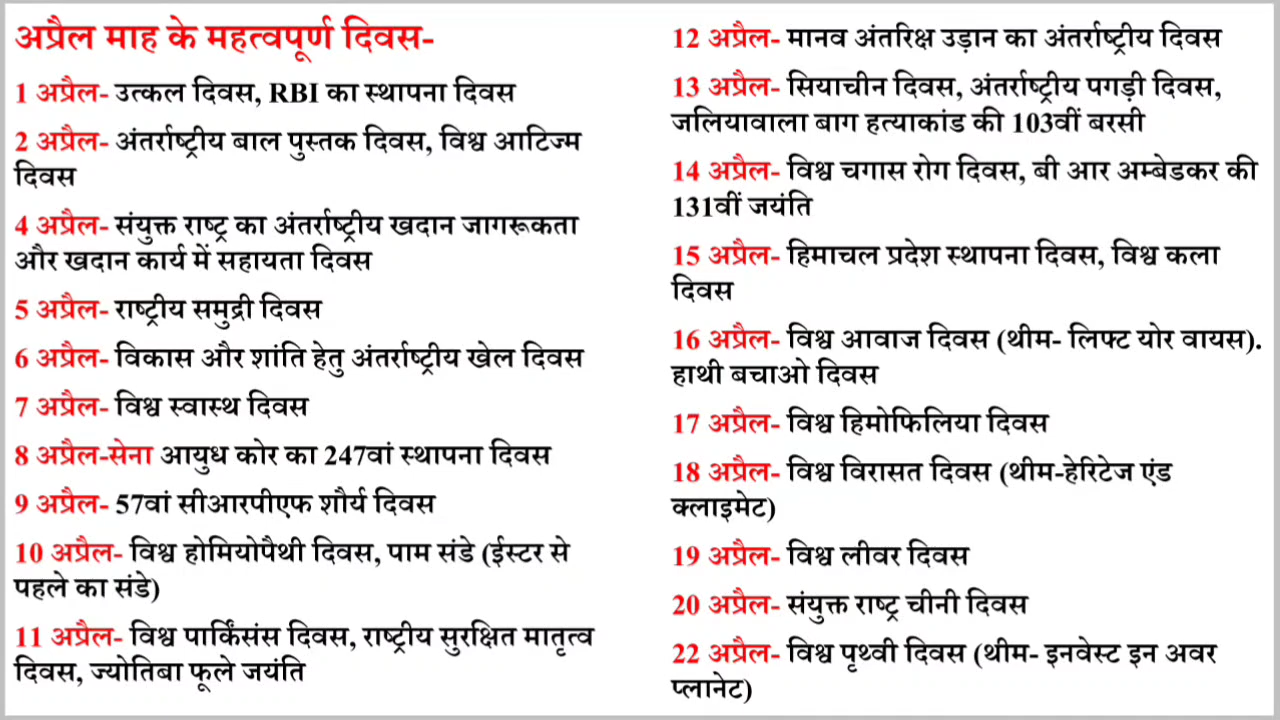 अप्रैल माह के महत्वपूर्ण दिवस-
1 अप्रैल- उत्कल दिवस, RBI का स्थापना दिवस
2 अप्रैल- अंतर्राष्ट्रीय बाल पुस्तक दिवस, विश्व आटिज्म
दिवस
4 अप्रैल- संयुक्त राष्ट्र का अंतर्राष्ट्रीय खदान जागरूकता
और खदान कार्य में सहायता दिवस
5 अप्रैल- राष्ट्रीय समुद्री दिवस
6 अप्रैल- विकास और शांति हेतु अंतर्राष्ट्रीय खेल दिवस
7 अप्रैल- विश्व स्वास्थ दिवस
8 अप्रैल-सेना आयुध कोर का 247वां स्थापना दिवस
9 अप्रैल- 57वां सीआरपीएफ शौर्य दिवस
10 अप्रैल- विश्व होमियोपैथी दिवस, पाम संडे (ईस्टर से
पहले का संडे)
11 अप्रैल- विश्व पार्किंसंस दिवस, राष्ट्रीय सुरक्षित मातृत्व
दिवस, ज्योतिबा फूले जयंति
12 अप्रैल- मानव अंतरिक्ष उड़ान का अंतर्राष्ट्रीय दिवस
13 अप्रैल- सियाचीन दिवस, अंतर्राष्ट्रीय पगड़ी दिवस,
जलियावाला बाग हत्याकांड की 103वीं बरसी
14 अप्रैल- विश्व चगास रोग दिवस, बी आर अम्बेडकर की
131वीं जयंति
15 अप्रैल- हिमाचल प्रदेश स्थापना दिवस, विश्व कला
दिवस
16 अप्रैल- विश्व आवाज दिवस (थीम- लिफ्ट योर वायस).
हाथी बचाओ दिवस
17 अप्रैल- विश्व हिमोफिलिया दिवस
18 अप्रैल- विश्व विरासत दिवस (थीम-हेरिटेज एंड
क्लाइमेट)
19 अप्रैल- विश्व लीवर दिवस
20 अप्रैल- संयुक्त राष्ट्र चीनी दिवस
22 अप्रैल- विश्व पृथ्वी दिवस (थीम- इनवेस्ट इन अवर
प्लानेट)